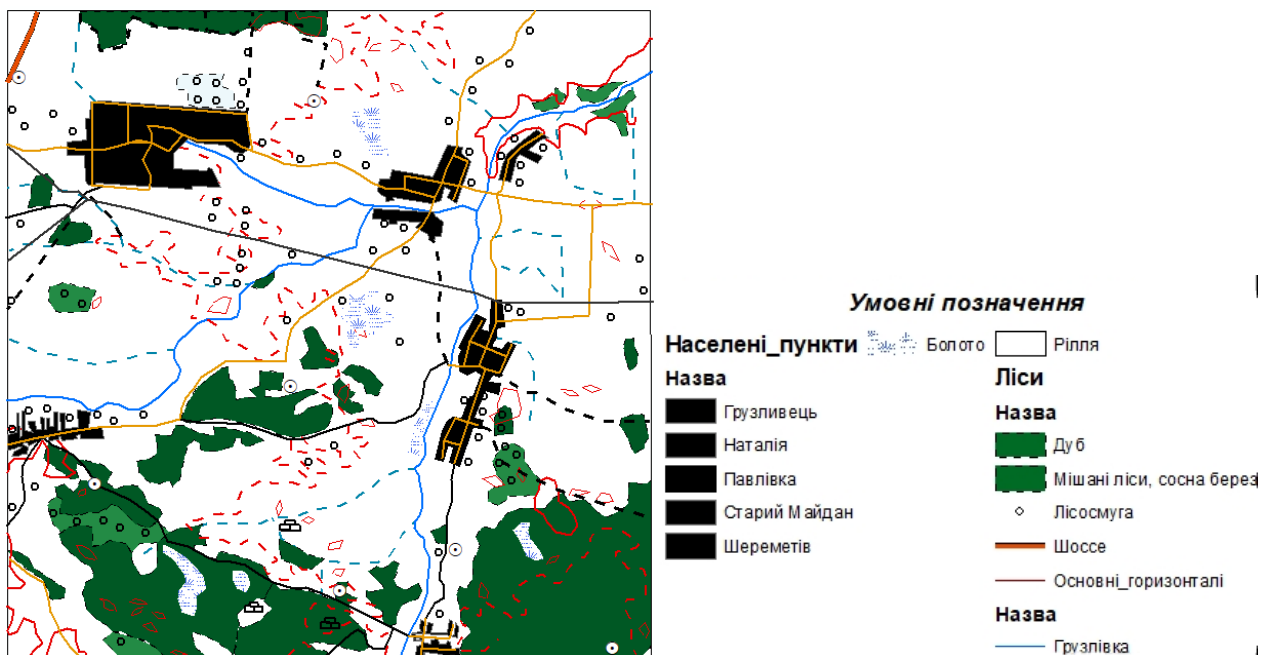 Умовні позначення
Населені_пункти
Болото
Рілля
Назва
Грузливець
Наталія
Павлівка
Старий Майдан
Шереметів
Ліси
Назва
Дуб
Мішані ліси, сосна берез
Лісосмуга
Шоссе
Основні_горизонталі
Назва
Грузлівка